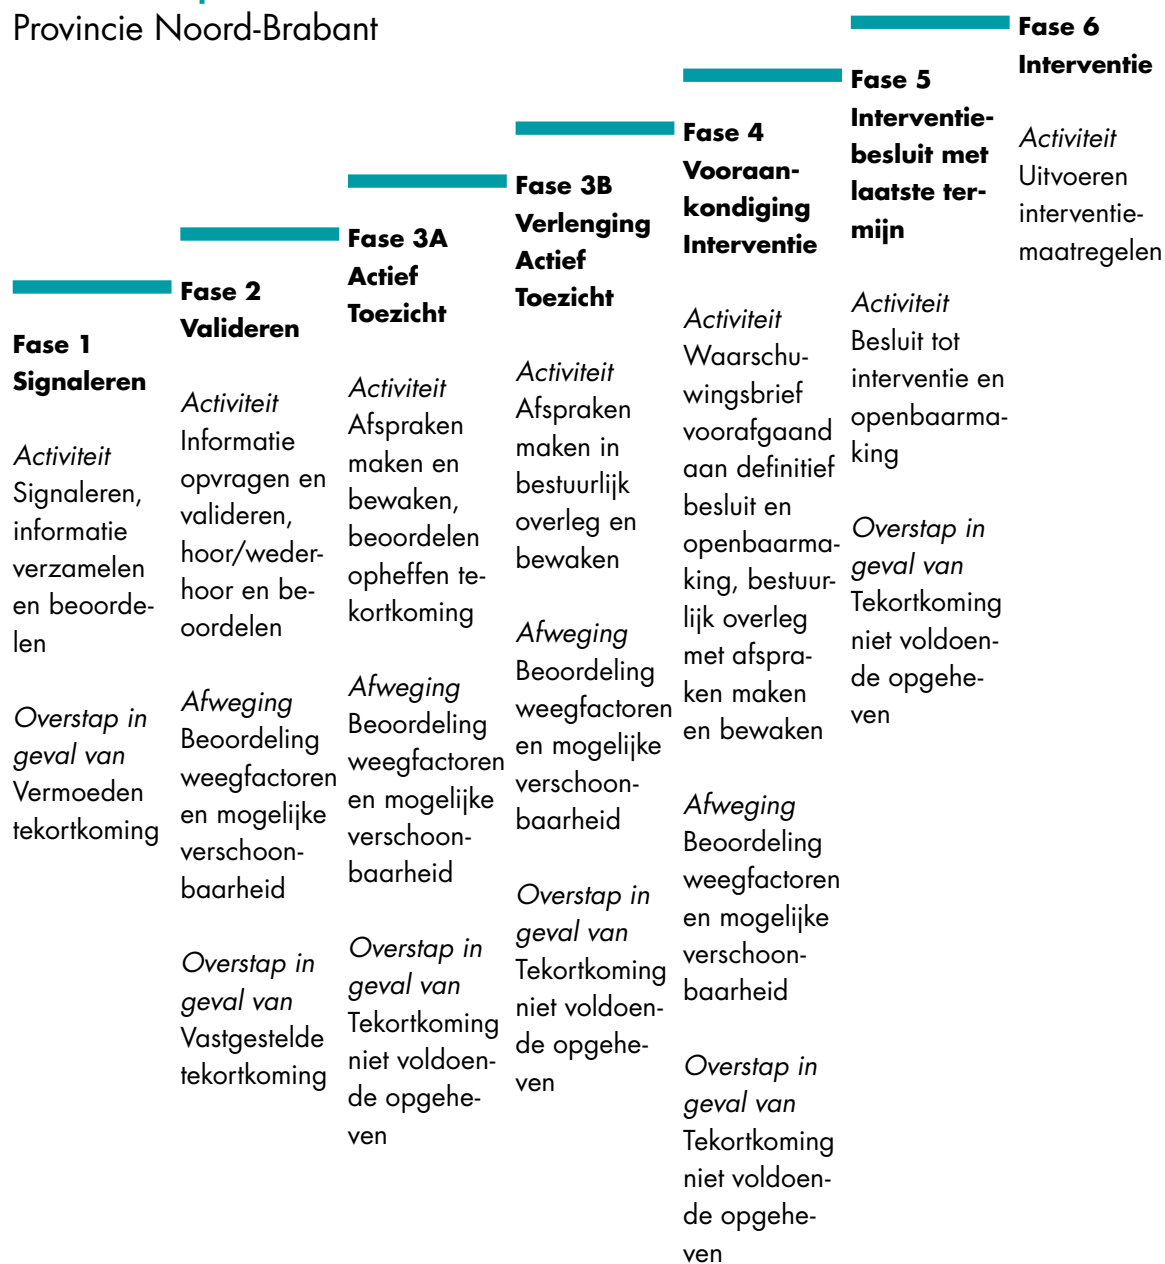 Provincie Noord-Brabant
Fase 1
Signaleren
Activiteit
Signaleren,
informatie
verzamelen
en beoorde-
len
Overstap in
geval van
Vermoeden
tekortkoming
Fase 2
Valideren
Activiteit
Informatie
opvragen en
valideren,
hoor/weder-
hoor en be-
oordelen
Afweging
Beoordeling
weegfactoren
en mogelijke
verschoon-
baarheid
Overstap in
geval van
Vastgestelde
tekortkoming
Fase 3A
Actief
Toezicht
Activiteit
Afspraken
maken en
bewaken,
beoordelen
opheffen te-
kortkoming
Afweging
Beoordeling
weegfactoren
en mogelijke
verschoon-
baarheid
Overstap in
geval van
Tekortkoming
niet voldoen-
de opgehe-
ven
Fase 3B
Verlenging
Actief
Toezicht
Activiteit
Afspraken
maken in
bestuurlijk
overleg en
bewaken
Afweging
Beoordeling
weegfactoren
en mogelijke
verschoon-
baarheid
Overstap in
geval van
Tekortkoming
niet voldoen-
de opgehe-
ven
Fase 4
Vooraan-
kondiging
Interventie
Activiteit
Waarschu-
wingsbrief
voorafgaand
aan definitief
besluit en
openbaarma-
king, bestuur-
lijk overleg
met afspra-
ken maken
en bewaken
Afweging
Beoordeling
weegfactoren
en mogelijke
verschoon-
baarheid
Overstap in
geval van
Tekortkoming
niet voldoen-
de opgehe-
ven
Fase 5
Interventie-
besluit met
laatste ter-
mijn
Activiteit
Besluit tot
interventie en
openbaarma-
king
Overstap in
geval van
Tekortkoming
niet voldoen-
de opgehe-
ven
Fase 6
Interventie
Activiteit
Uitvoeren
interventie-
maatregelen